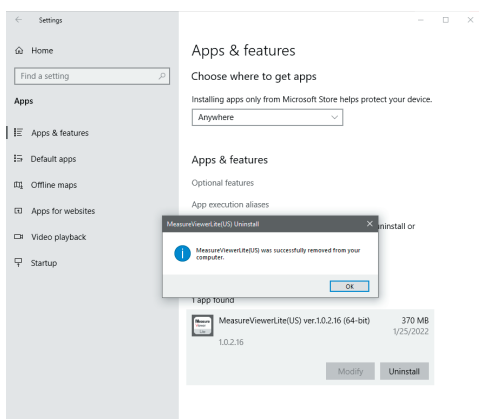 Settings
Home
Find a setting
Apps
Apps & features
Default apps
Offline maps
Apps for websites
Video playback
Startup
Apps & features
Choose where to get apps
Installing apps only from Microsoft Store helps protect your device.
Anywhere
Apps & features
Optional features
App execution aliases
uninstall or
MeasureViewerLite(US) Uninstall
MeasureViewerLite(US) was successfully removed from your
computer.
OK
1 app found
MeasureViewerLite(US) ver.1.0.2.16 (64-bit)
370 MB
1/25/2022
1.0.2.16
Modify
Uninstall